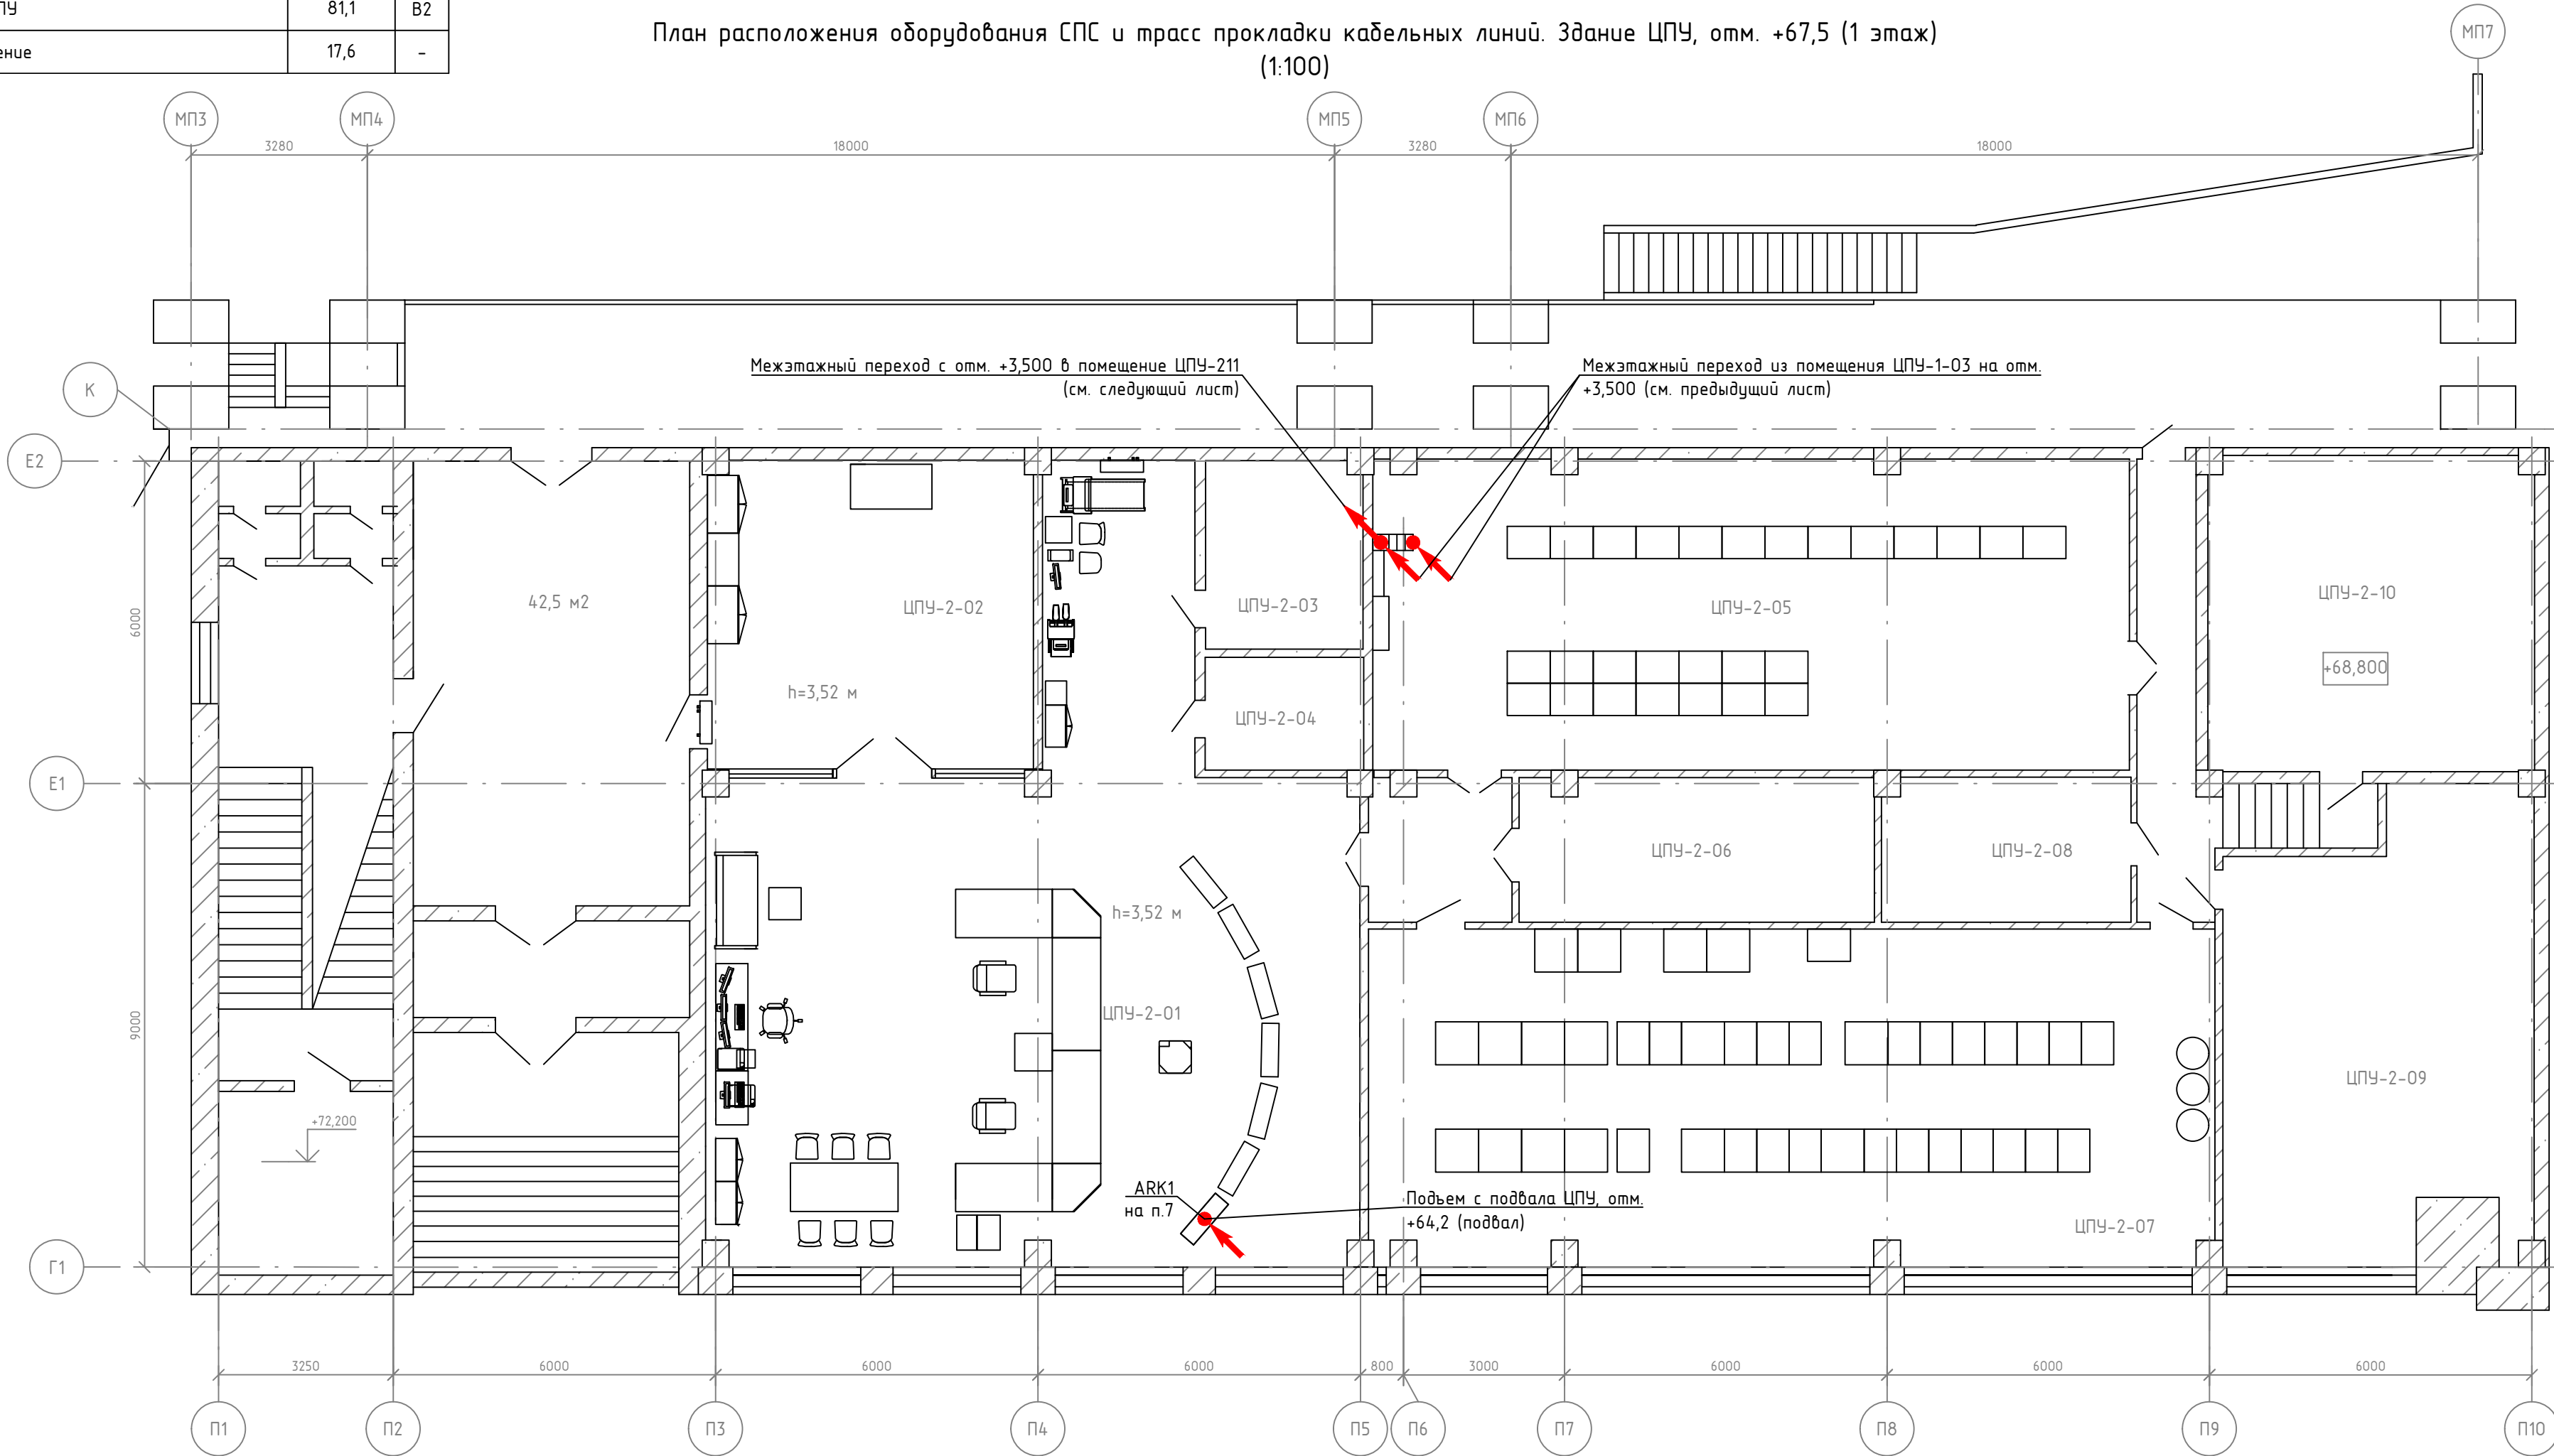 ПУ 81,1 В2
ение 17,6 -
План расположения оборудования СПС и трасс прокладки кабельных линий. Здание ЦПУ, отм. +67,5 (1 этаж)
(1:100)
МП7
МП3 МП4 МП5 МП6
3280 18000 3280 18000
Межэтажный переход с отм. +3,500 в помещение ЦПУ-211
(см. следующий лист)
Межэтажный переход из помещения ЦПУ-1-03 на отм.
+3,500 (см. предыдущий лист)
К
Е2
42,5 м2
ЦПУ-2-02
ЦПУ-2-03
ЦПУ-2-05
ЦПУ-2-10
6000
+68,800
h=3,52 м
ЦПУ-2-04
Е1
ЦПУ-2-06
ЦПУ-2-08
h=3,52 м
ЦПУ-2-01
9000
ЦПУ-2-09
+72,200
ARK1
на п.7
Подъем с подвала ЦПУ, отм.
+64,2 (подвал)
ЦПУ-2-07
Г1
3250 6000 6000 6000 800 3000 6000 6000 6000
П1 П2 П3 П4 П5 П6 П7 П8 П9 П10